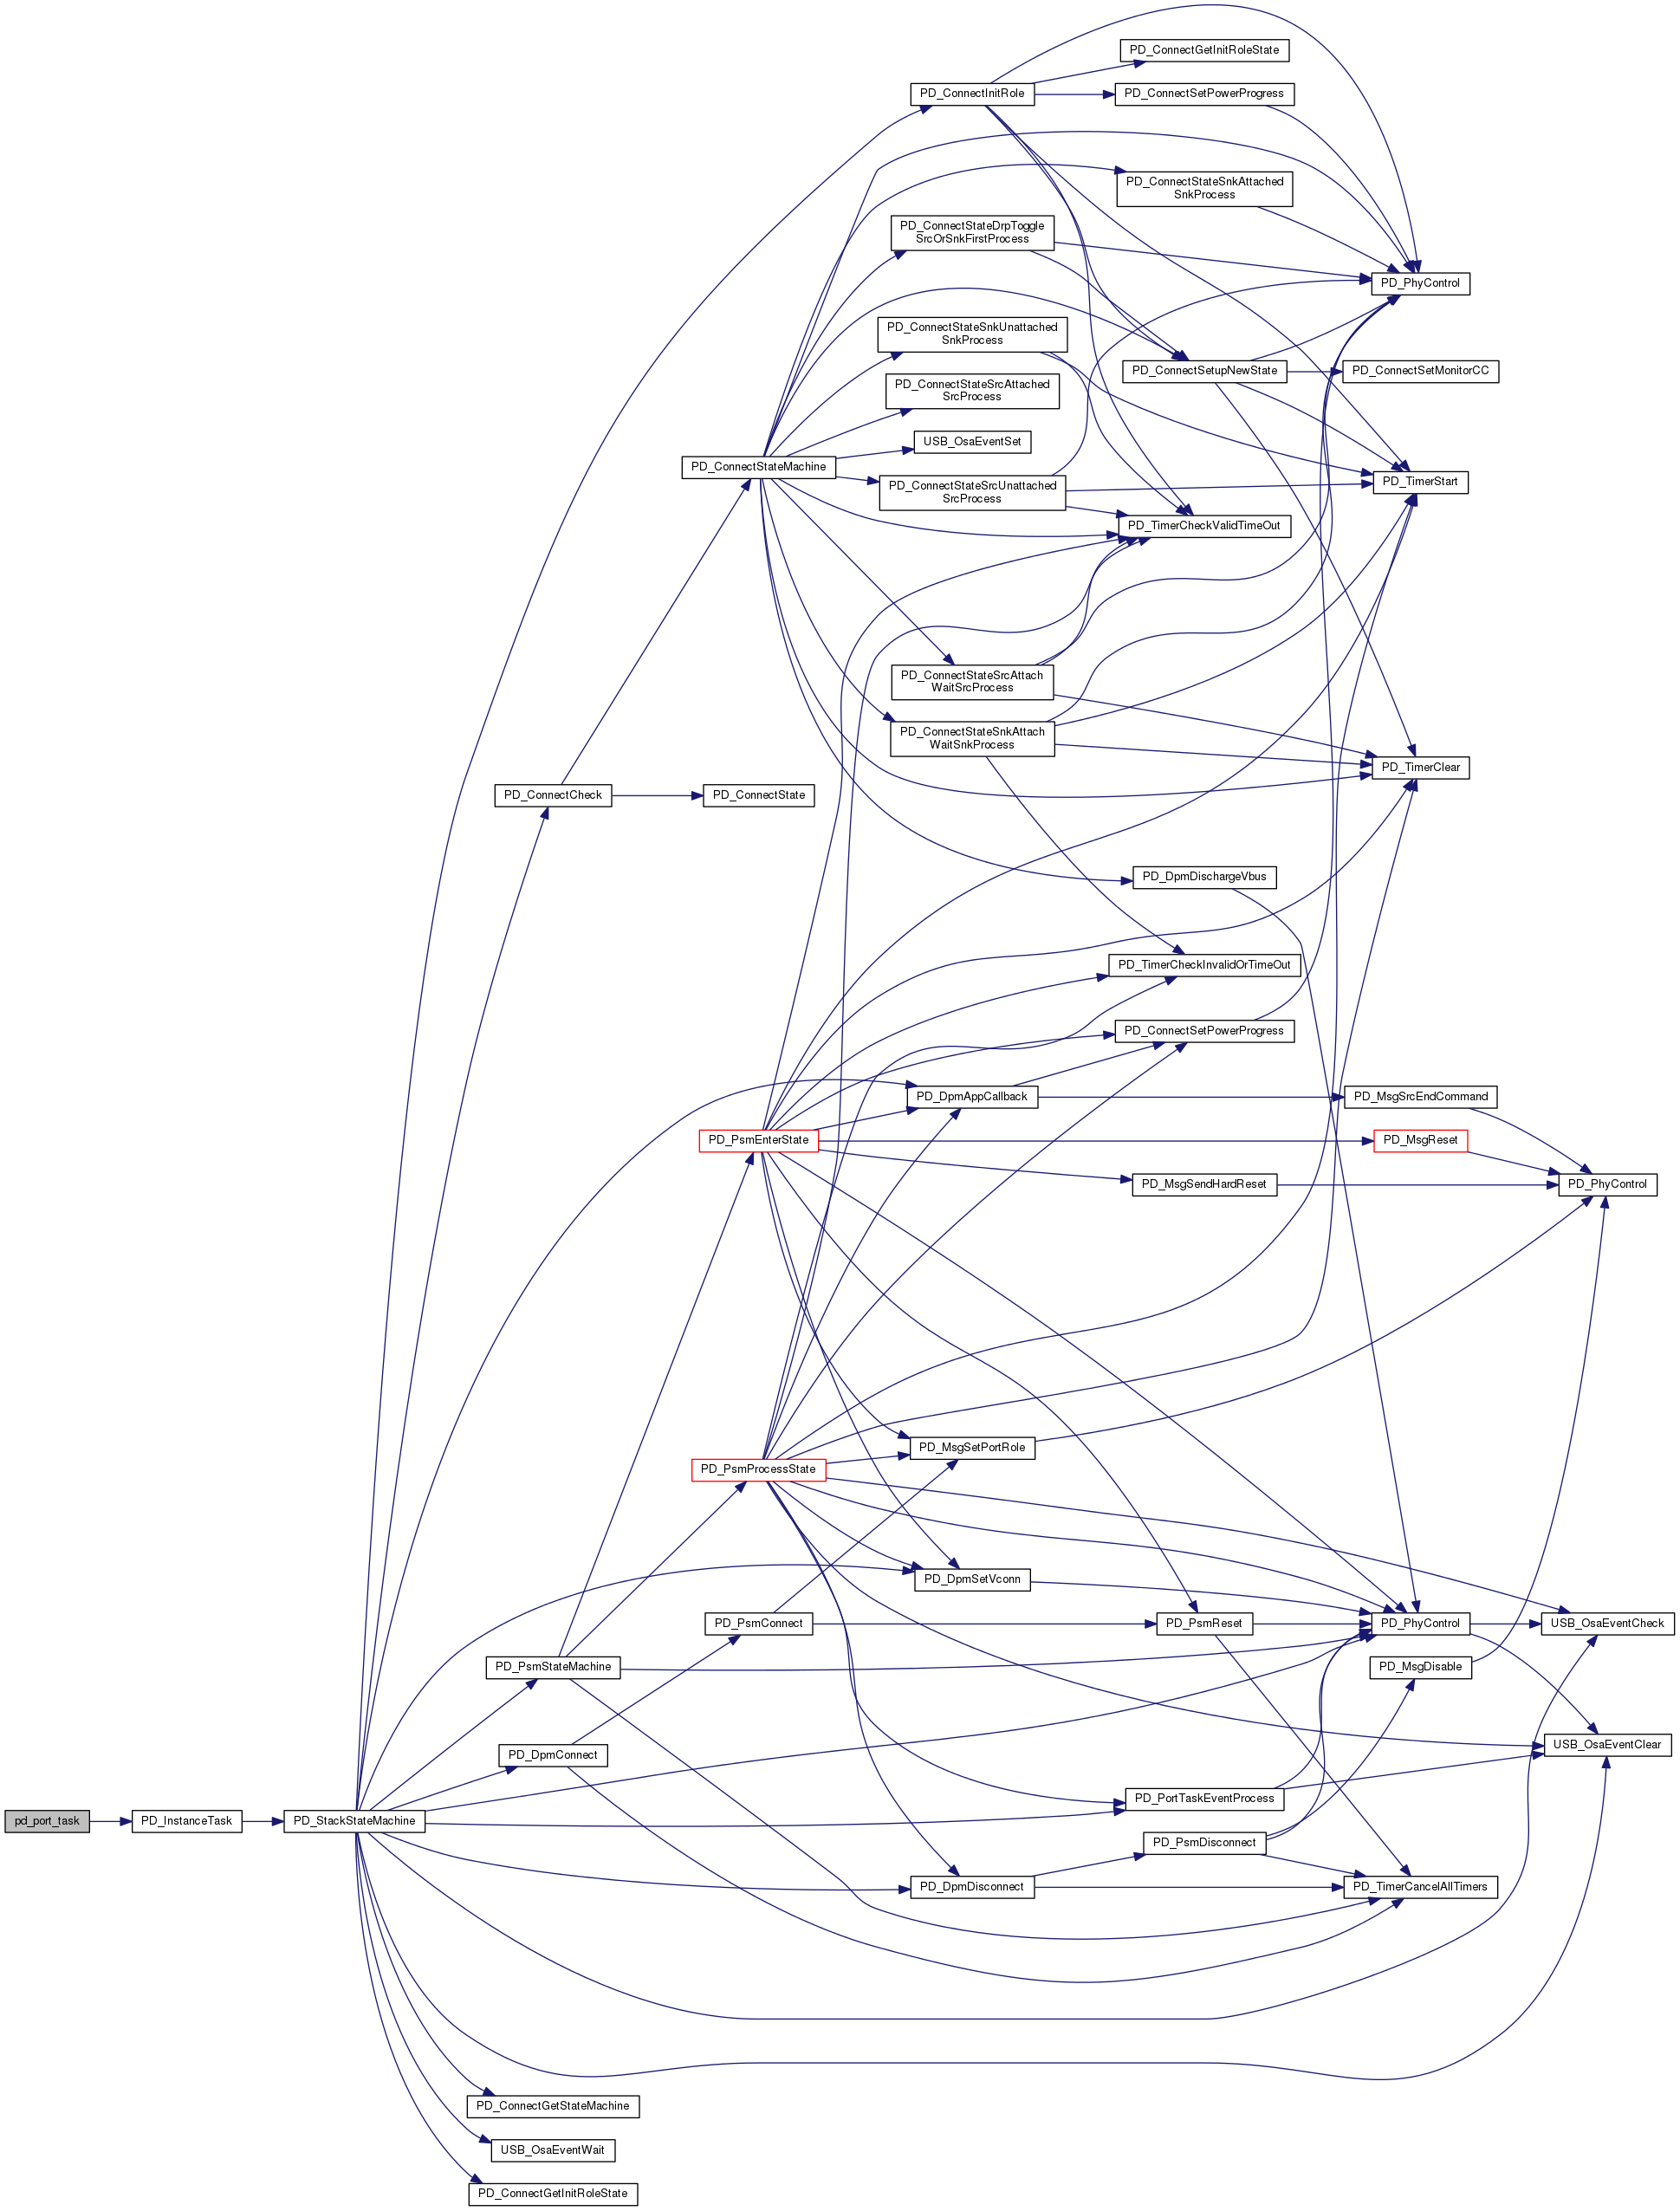 PD_ConnectGetInitRoleState
PD_ConnectInitRole
PD_ConnectSetPowerProgress
PD_ConnectStateSnkAttached
SnkProcess
PD_ConnectStateDrpToggle
SrcOrSnkFirstProcess
PD_PhyControl
PD_ConnectStateSnkUnattached
SnkProcess
PD_ConnectSetupNewState
PD_ConnectSetMonitorCC
PD_ConnectStateSrcAttached
SrcProcess
USB_OsaEventSet
PD_ConnectStateMachine
PD_ConnectStateSrcUnattached
SrcProcess
PD_TimerStart
PD_TimerCheckValidTimeOut
PD_ConnectStateSrcAttach
WaitSrcProcess
PD_ConnectStateSnkAttach
WaitSnkProcess
PD_TimerClear
PD_ConnectCheck
PD_ConnectState
PD_DpmDischargeVbus
PD_TimerCheckInvalidOrTimeOut
PD_ConnectSetPowerProgress
PD_DpmAppCallback
PD_MsgSrcEndCommand
PD_PsmEnterState
PD_MsgReset
PD_MsgSendHardReset
PD_PhyControl
PD_MsgSetPortRole
PD_PsmProcessState
PD_DpmSetVconn
PD_PsmConnect
PD_PsmReset
PD_PhyControl
USB_OsaEventCheck
PD_PsmStateMachine
PD_MsgDisable
PD_DpmConnect
USB_OsaEventClear
PD_PortTaskEventProcess
pd_port_task
PD_InstanceTask
PD_StackStateMachine
PD_PsmDisconnect
PD_DpmDisconnect
PD_TimerCancelAllTimers
PD_ConnectGetStateMachine
USB_OsaEventWait
PD_ConnectGetInitRoleState